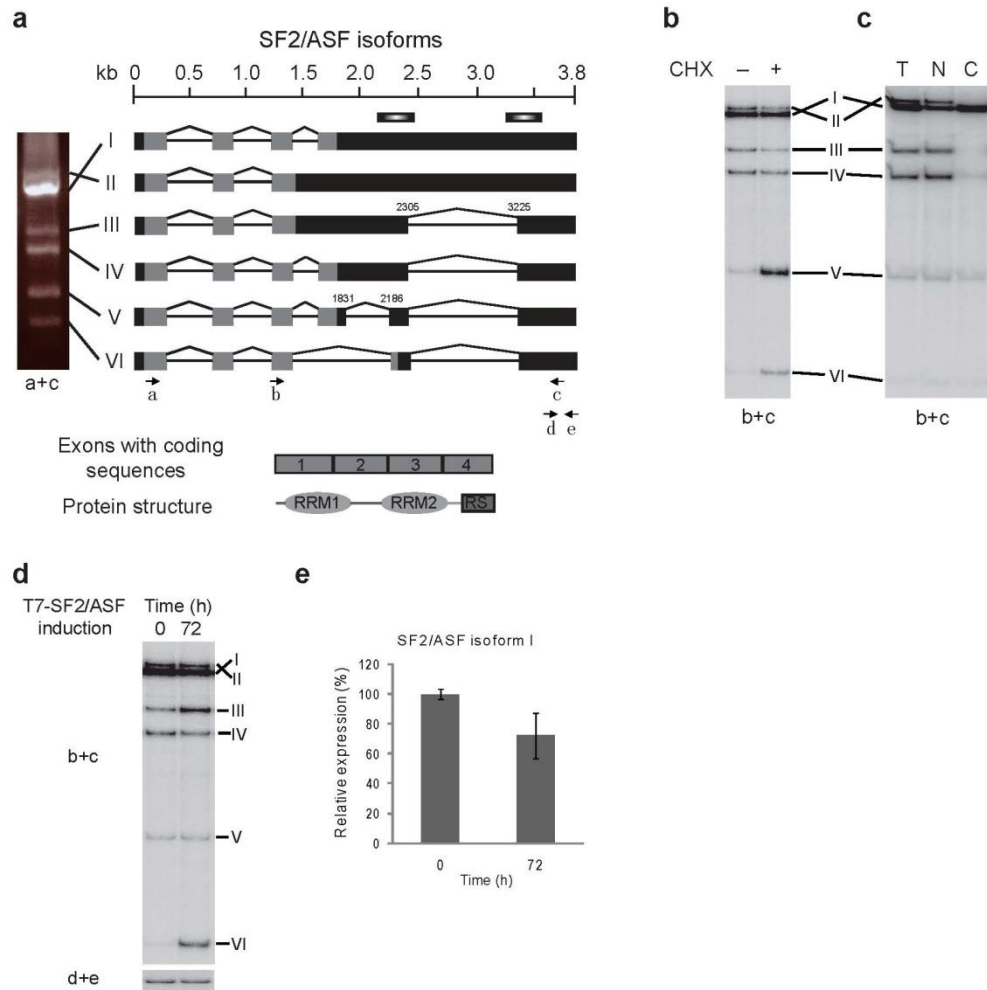 a
SF2/ASF isoforms
kb 0 0.5 1.0 1.5 2.0 2.5 3.0 3.8
I
II
III 2305 3225
IV
V 1831 2186
VI
a+c
a b c
d e
Exons with coding sequences
1 2 3 4
Protein structure
RRM1 RRM2 RS
b
CHX – +
I
II
III
IV
V
VI
b+c
c
T N C
b+c
d
T7-SF2/ASF induction
Time (h)
0 72
I
II
III
IV
b+c
V
VI
d+e
e
SF2/ASF isoform I
Relative expression (%)
120
100
80
60
40
20
0
0 72
Time (h)